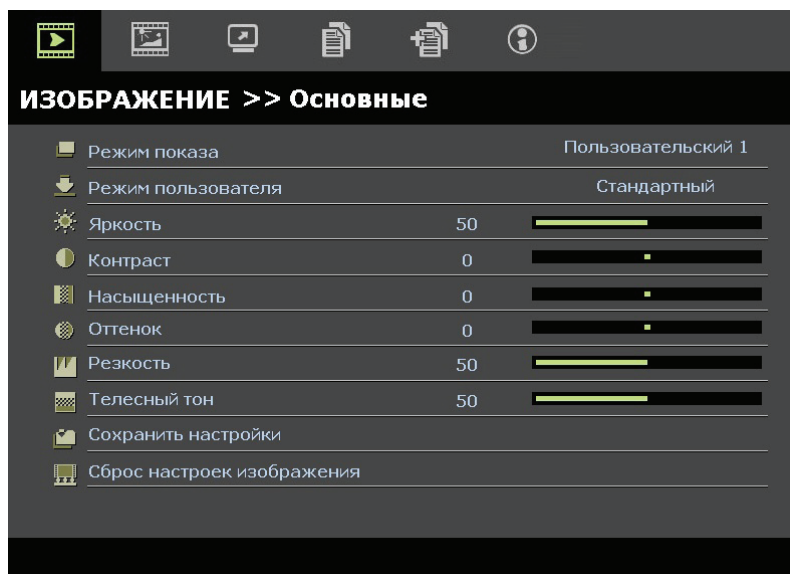 ИЗОБРАЖЕНИЕ >> Основные
Режим показа Пользовательский 1
Режим пользователя Стандартный
Яркость 50
Контраст 0
Насыщенность 0
Оттенок 0
Резкость 50
Телесный тон 50
Сохранить настройки
Сброс настроек изображения